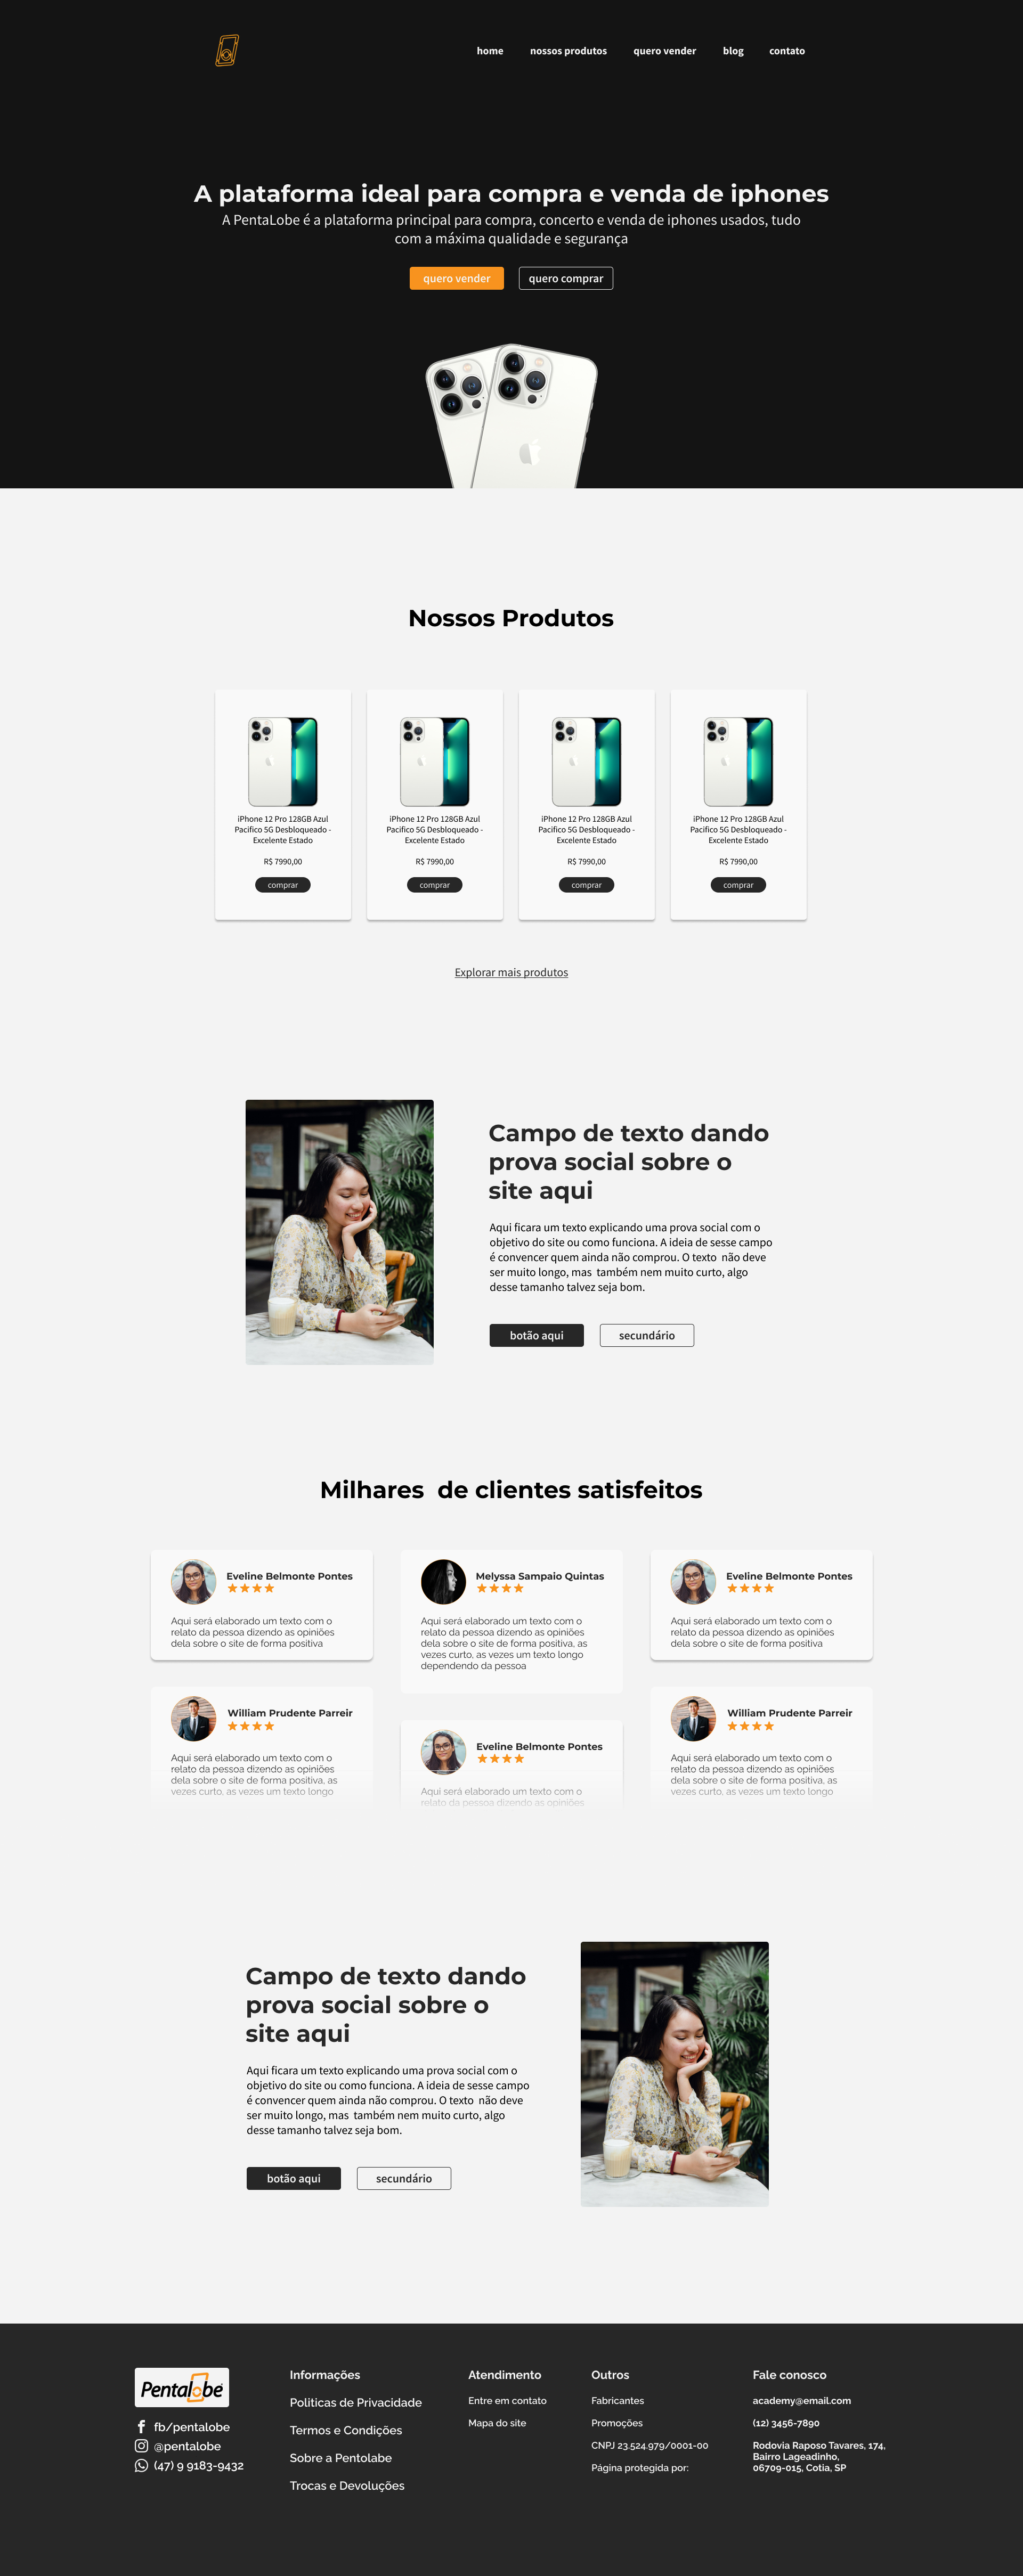 home
nossos produtos
quero vender
blog
contato
A plataforma ideal para compra e venda de iphones
A PentaLobe é a plataforma principal para compra, concerto e venda de iphones usados, tudo
com a máxima qualidade e segurança
quero vender
quero comprar
Nossos Produtos
iPhone 12 Pro 128GB Azul
Pacifico 5G Desbloqueado -
Excelente Estado
R$ 7990,00
comprar
iPhone 12 Pro 128GB Azul
Pacifico 5G Desbloqueado -
Excelente Estado
R$ 7990,00
comprar
iPhone 12 Pro 128GB Azul
Pacifico 5G Desbloqueado -
Excelente Estado
R$ 7990,00
comprar
iPhone 12 Pro 128GB Azul
Pacifico 5G Desbloqueado -
Excelente Estado
R$ 7990,00
comprar
Explorar mais produtos
Campo de texto dando
prova social sobre o
site aqui
Aqui ficara um texto explicando uma prova social com o
objetivo do site ou como funciona. A ideia de sesse campo
é convencer quem ainda não comprou. O texto  não deve
ser muito longo, mas  também nem muito curto, algo
desse tamanho talvez seja bom.
botão aqui
secundário
Milhares  de clientes satisfeitos
Eveline Belmonte Pontes
Aqui será elaborado um texto com o
relato da pessoa dizendo as opiniões
dela sobre o site de forma positiva
William Prudente Parreir
Aqui será elaborado um texto com o
relato da pessoa dizendo as opiniões
dela sobre o site de forma positiva, as
vezes curto, as vezes um texto longo
Melyssa Sampaio Quintas
Aqui será elaborado um texto com o
relato da pessoa dizendo as opiniões
dela sobre o site de forma positiva, as
vezes curto, as vezes um texto longo
dependendo da pessoa
Eveline Belmonte Pontes
Aqui será elaborado um texto com o
relato da pessoa dizendo as opiniões
Eveline Belmonte Pontes
Aqui será elaborado um texto com o
relato da pessoa dizendo as opiniões
dela sobre o site de forma positiva
William Prudente Parreir
Aqui será elaborado um texto com o
relato da pessoa dizendo as opiniões
dela sobre o site de forma positiva, as
vezes curto, as vezes um texto longo
Campo de texto dando
prova social sobre o
site aqui
Aqui ficara um texto explicando uma prova social com o
objetivo do site ou como funciona. A ideia de sesse campo
é convencer quem ainda não comprou. O texto  não deve
ser muito longo, mas  também nem muito curto, algo
desse tamanho talvez seja bom.
botão aqui
secundário
Pentalobe
fb/pentalobe
@pentalobe
(47) 9 9183-9432
Informações
Politicas de Privacidade
Termos e Condições
Sobre a Pentolabe
Trocas e Devoluções
Atendimento
Entre em contato
Mapa do site
Outros
Fabricantes
Promoções
CNPJ 23.524.979/0001-00
Página protegida por:
Fale conosco
academy@email.com
(12) 3456-7890
Rodovia Raposo Tavares, 174,
Bairro Lageadinho,
06709-015, Cotia, SP